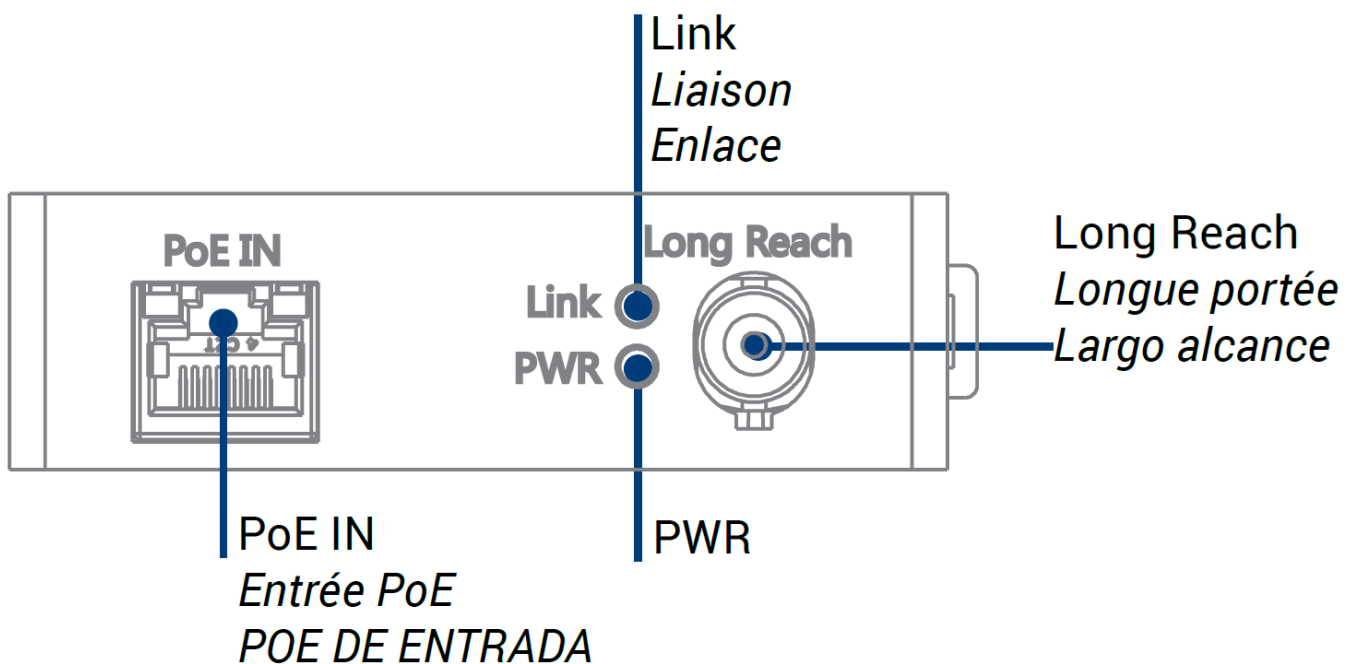 Link
Liaison
Enlace
PoE IN
Long Reach
Link
PWR
Long Reach
Longue portée
Largo alcance
PoE IN
Entrée PoE
POE DE ENTRADA
PWR